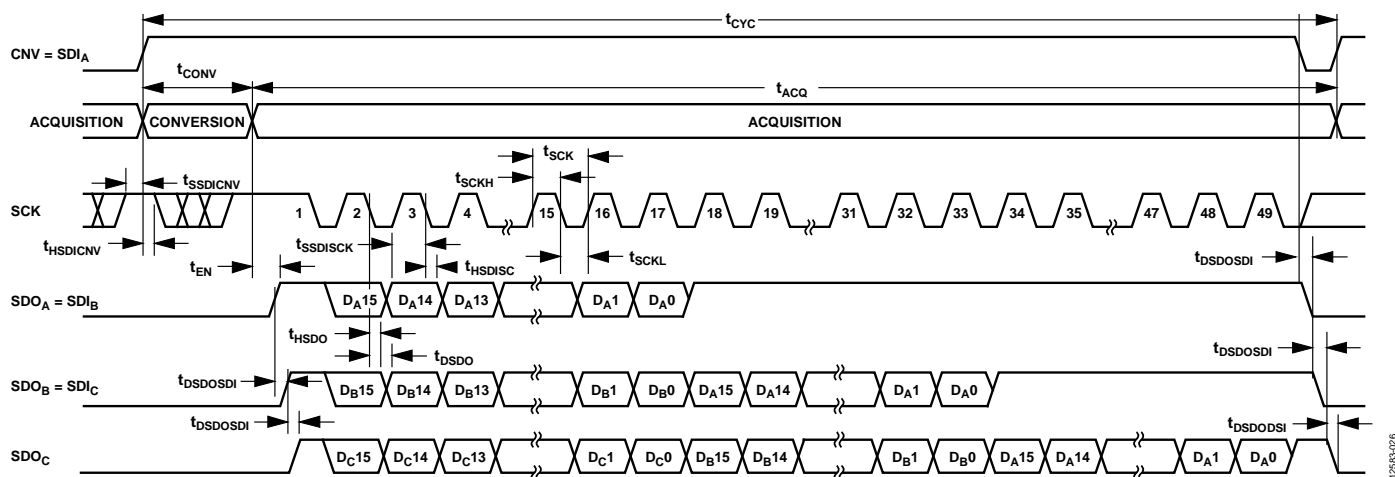 tCYC
CNV = SDIA
tCONV
tACQ
ACQUISITION CONVERSION ACQUISITION
tSCK
tSSDICNV
tSCKH
SCK
1 2 3 4 15 16 17 18 19 31 32 33 34 35 47 48 49
tHSDICNV
tSSDISCK
tEN
tHSDISC
tSCKL
tDSDOSDI
SDOA = SDIB
DA15 DA14 DA13 DA1 DA0
tHSDO
tDSDO
tDSDOSDI
tDSDOSDI
SDOB = SDIC
DB15 DB14 DB13 DB1 DB0 DA15 DA14 DA1 DA0
tDSDOSDI
tDSDODSI
SDOC
DC15 DC14 DC13 DC1 DC0 DB15 DB14 DB1 DB0 DA15 DA14 DA1 DA0
12583-026